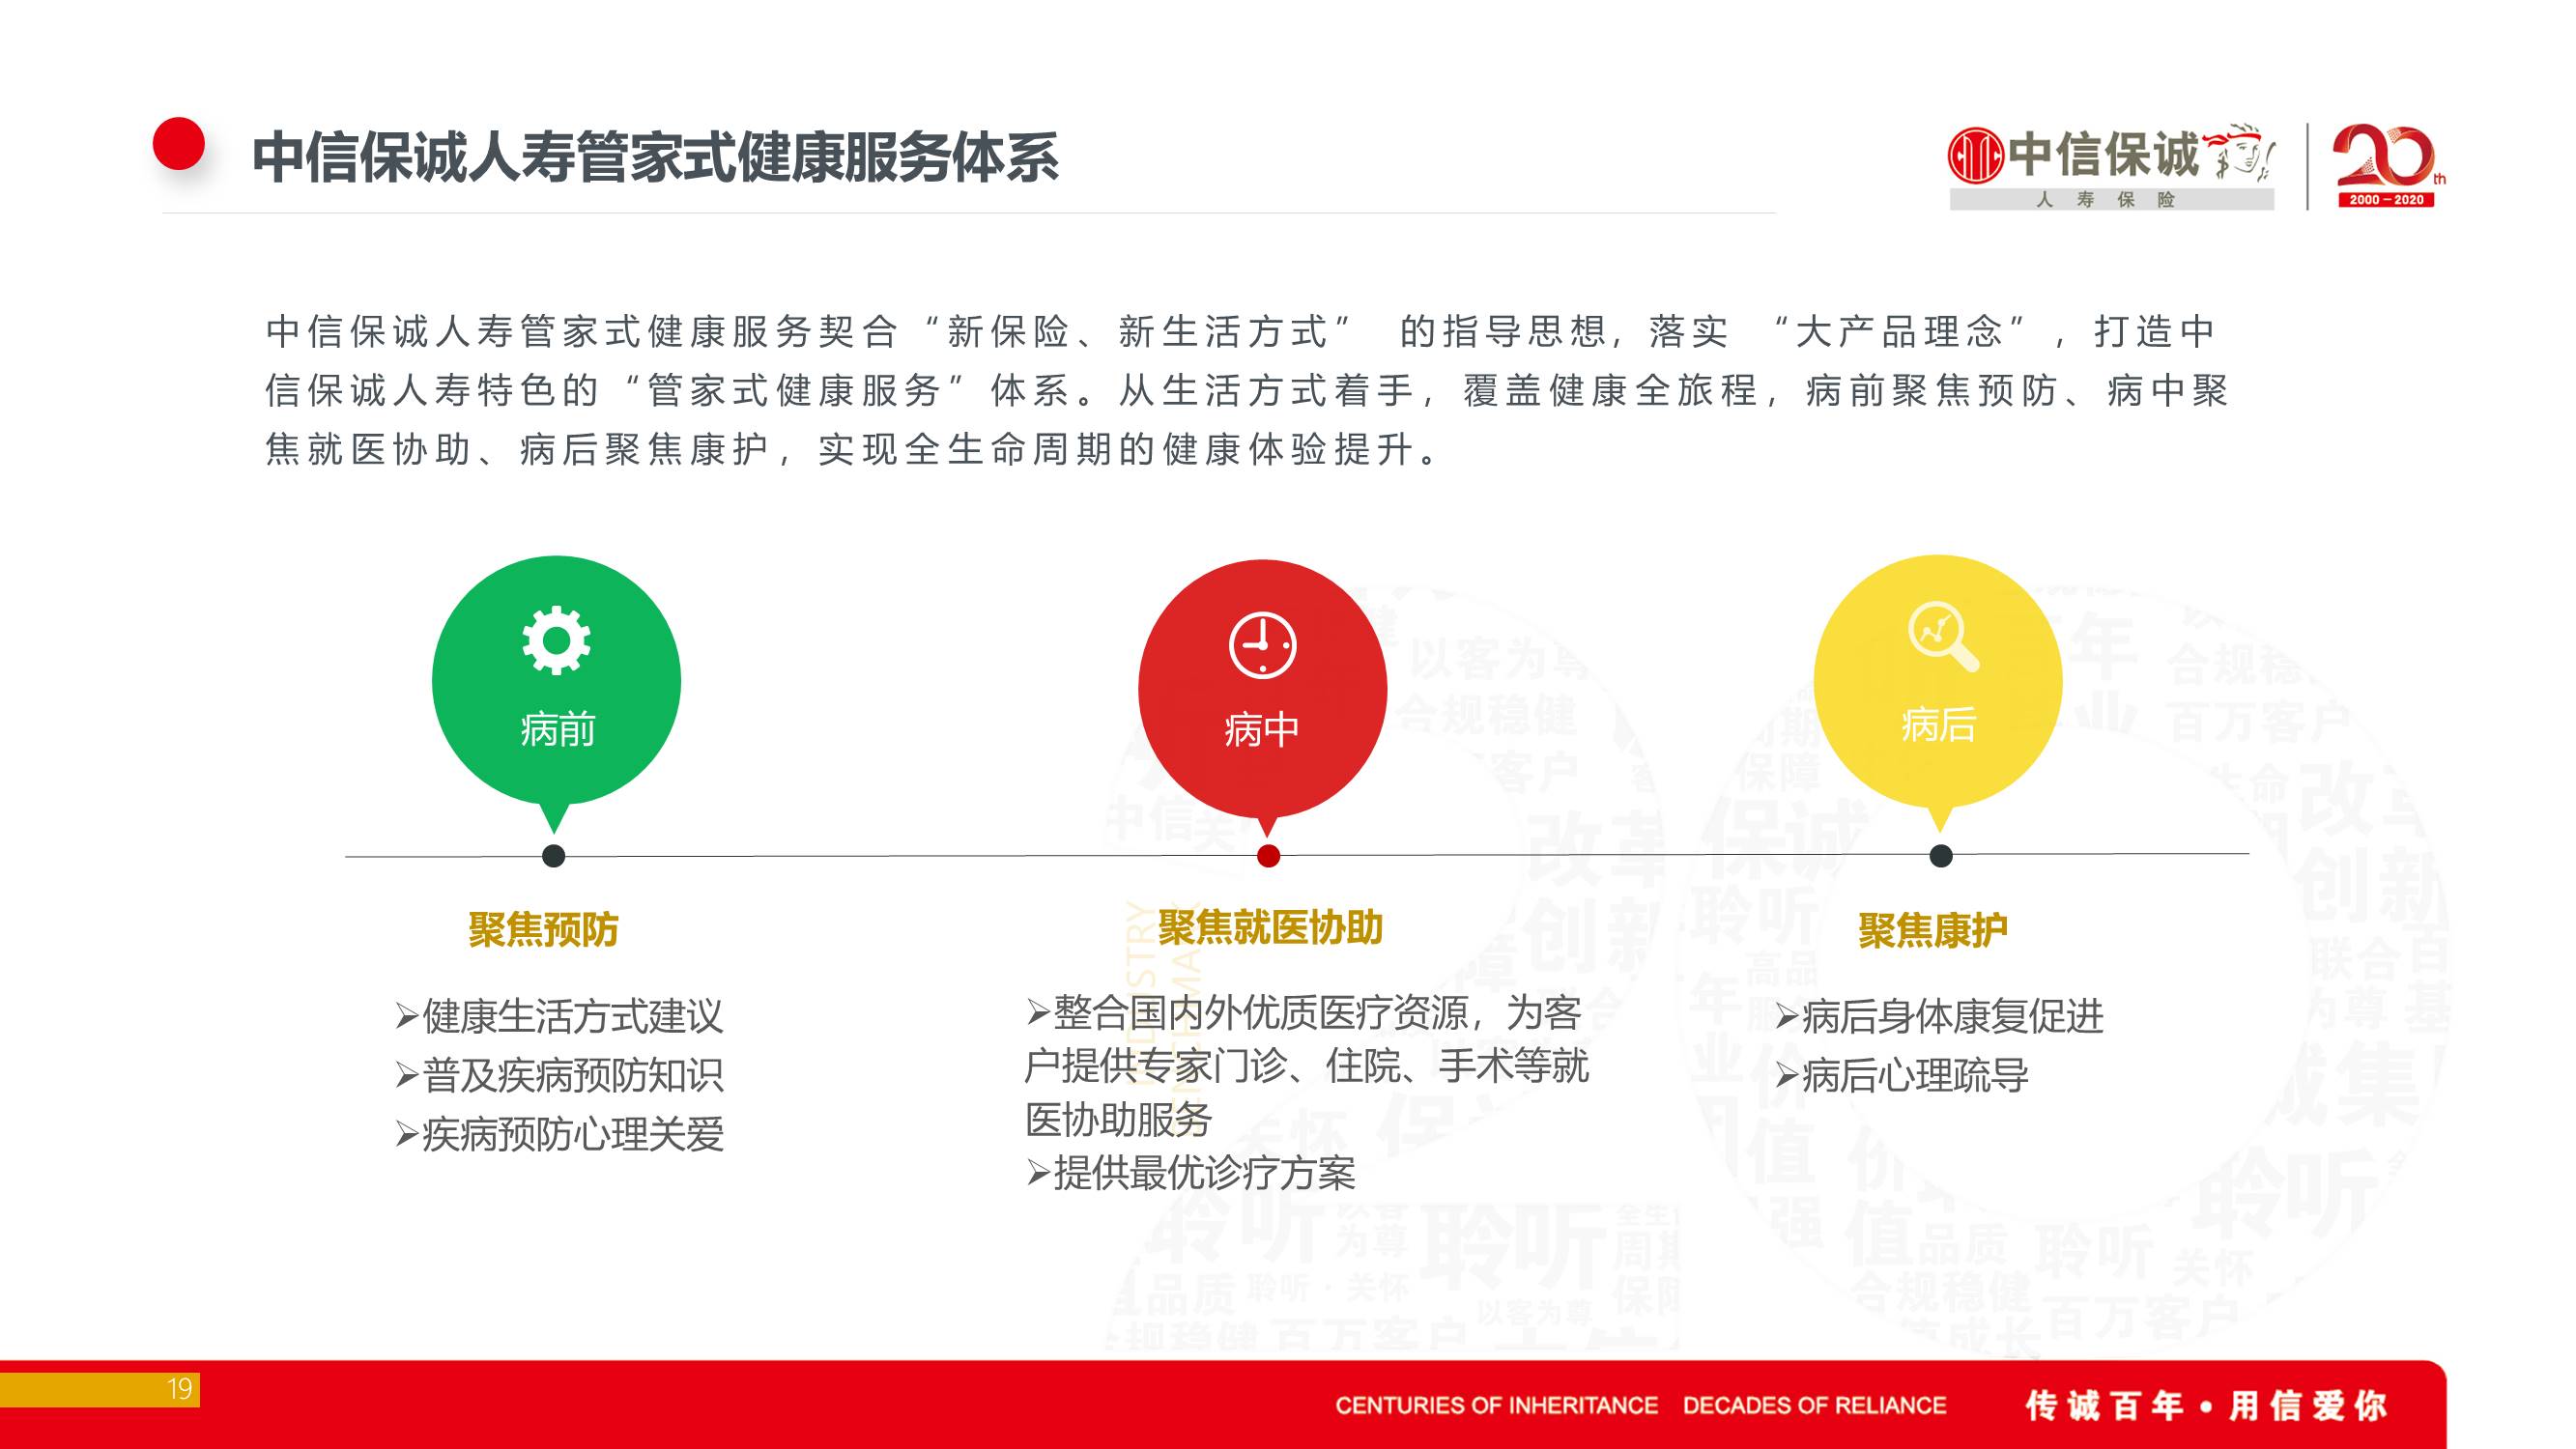 中信保诚人寿管家式健康服务体系
中信保诚
人寿保险
20th
2000－2020
中信保诚人寿管家式健康服务契合“新保险、新生活方式” 的指导思想，落实 “大产品理念”，打造中
信保诚人寿特色的“管家式健康服务”体系。从生活方式着手，覆盖健康全旅程，病前聚焦预防、病中聚
焦就医协助、病后聚焦康护，实现全生命周期的健康体验提升。
病前
病中
病后
聚焦预防
➢健康生活方式建议
➢普及疾病预防知识
➢疾病预防心理关爱
聚焦就医协助
➢整合国内外优质医疗资源，为客
户提供专家门诊、住院、手术等就
医协助服务
➢提供最优诊疗方案
聚焦康护
➢病后身体康复促进
➢病后心理疏导
19
CENTURIES OF INHERITANCE DECADES OF RELIANCE
传诚百年•用信爱你